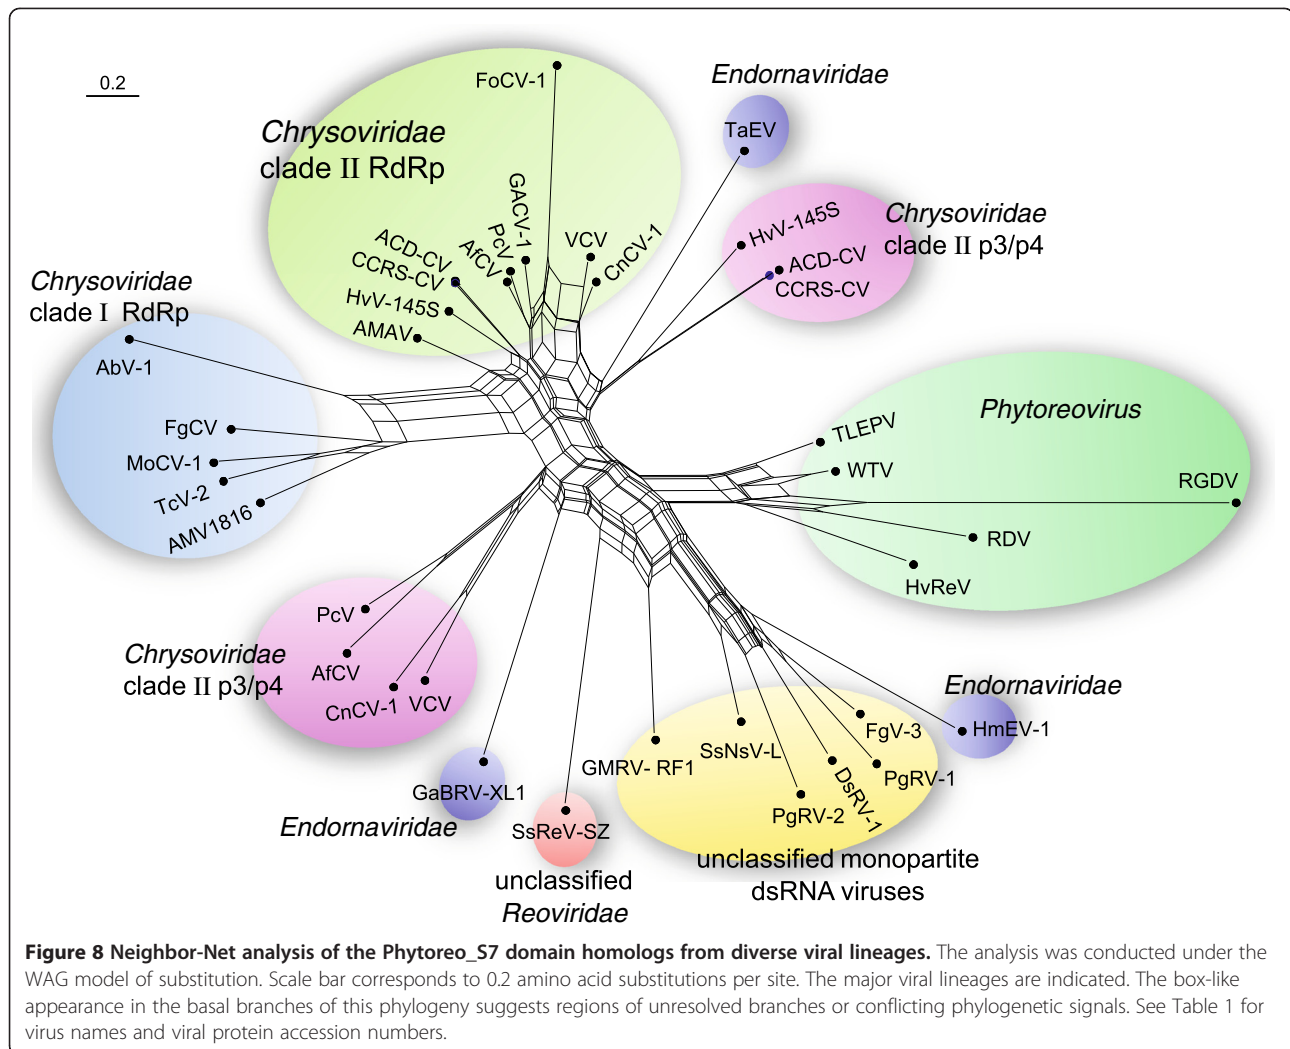 0.2
FoCV-1
Endornaviridae
TaEV
Chrysoviridae
clade II RdRp
GACV-1
PcV
AfCV
ACD-CV
CCRS-CV
HvV-145S
AMAV
VCV
CnCV-1
HvV-145S
ACD-CV
CCRS-CV
Chrysoviridae
clade II p3/p4
Chrysoviridae
clade I RdRp
AbV-1
FgCV
MoCV-1
TcV-2
AMV1816
Phytoreovirus
TLEPV
WTV
RGDV
RDV
HvReV
PcV
AfCV
CnCV-1
VCV
Chrysoviridae
clade II p3/p4
GaBRV-XL1
Endornaviridae
SsReV-SZ
unclassified
Reoviridae
GMRV- RF1
SsNsV-L
PgRV-2
DsRV-1
FgV-3
PgRV-1
unclassified monopartite
dsRNA viruses
Endornaviridae
HmEV-1
Figure 8 Neighbor-Net analysis of the Phytoreo_S7 domain homologs from diverse viral lineages. The analysis was conducted under the
WAG model of substitution. Scale bar corresponds to 0.2 amino acid substitutions per site. The major viral lineages are indicated. The box-like
appearance in the basal branches of this phylogeny suggests regions of unresolved branches or conflicting phylogenetic signals. See Table 1 for
virus names and viral protein accession numbers.